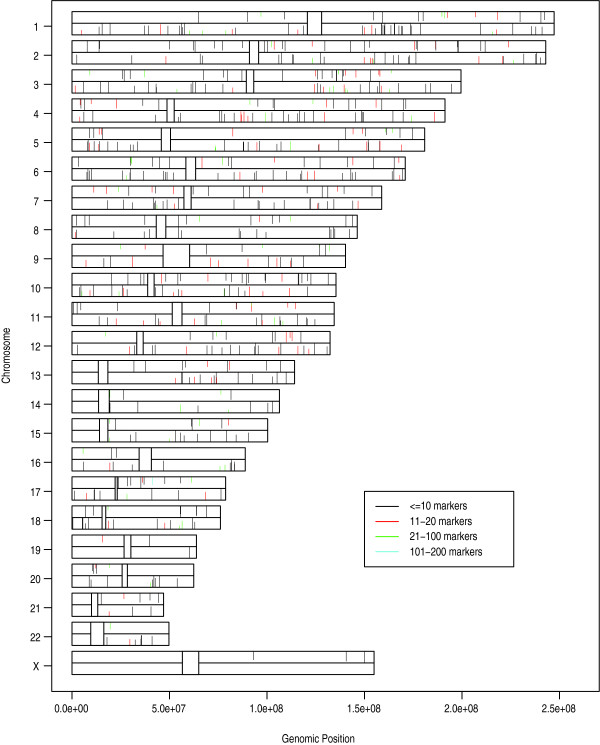 1
2
3
4
5
6
7
8
9
10
11
12
13
14
15
16
17
18
19
20
21
22
X
Chromosome
<=10 markers
11−20 markers
21−100 markers
101−200 markers
0.0e+00 5.0e+07 1.0e+08 1.5e+08 2.0e+08 2.5e+08
Genomic Position